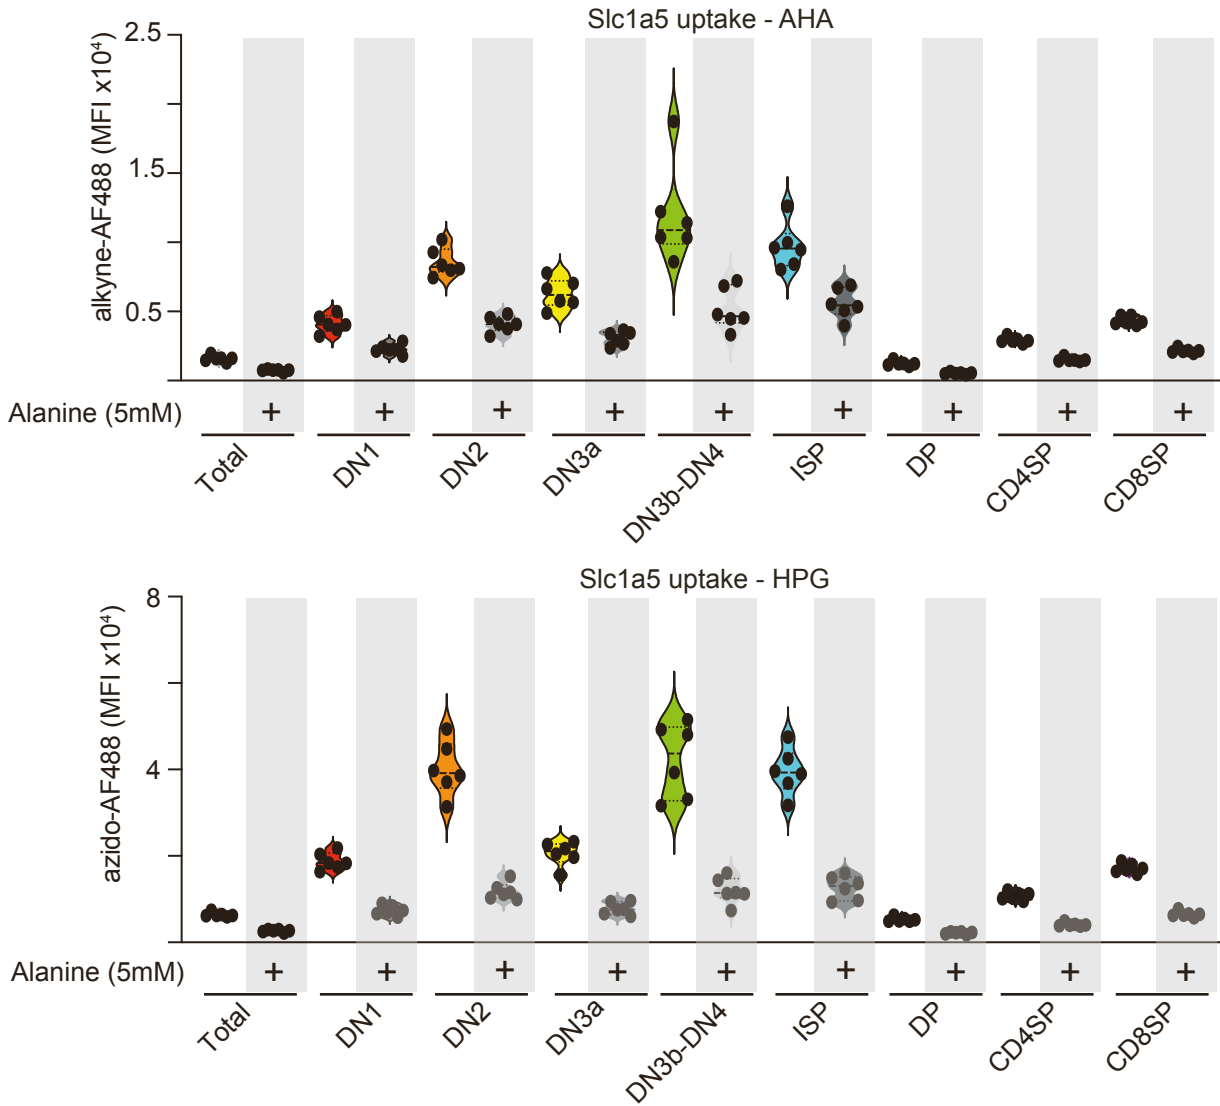 Slc1a5 uptake - AHA
alkyne-AF488 (MFI x10⁴)
2.5
1.5
0.5
Alanine (5mM) + + + + + + + + +
Total DN1 DN2 DN3a DN3b-DN4 ISP DP CD4SP CD8SP
Slc1a5 uptake - HPG
azido-AF488 (MFI x10⁴)
8
4
Alanine (5mM) + + + + + + + + +
Total DN1 DN2 DN3a DN3b-DN4 ISP DP CD4SP CD8SP